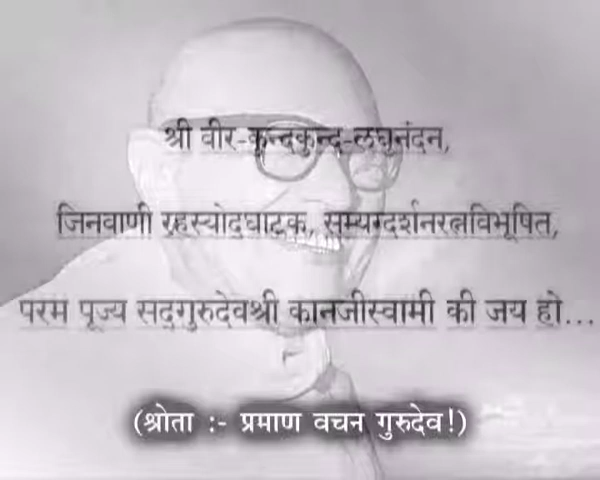 श्री वीर-कुन्दकुन्द-लघुनंदन,
जिनवाणी रहस्योद्घाटक, सम्यग्दर्शनरत्नविभूषित,
परम पूज्य सद्गुरुदेवश्री कानजीस्वामी की जय हो...
(श्रोता :- प्रमाण वचन गुरुदेव!)